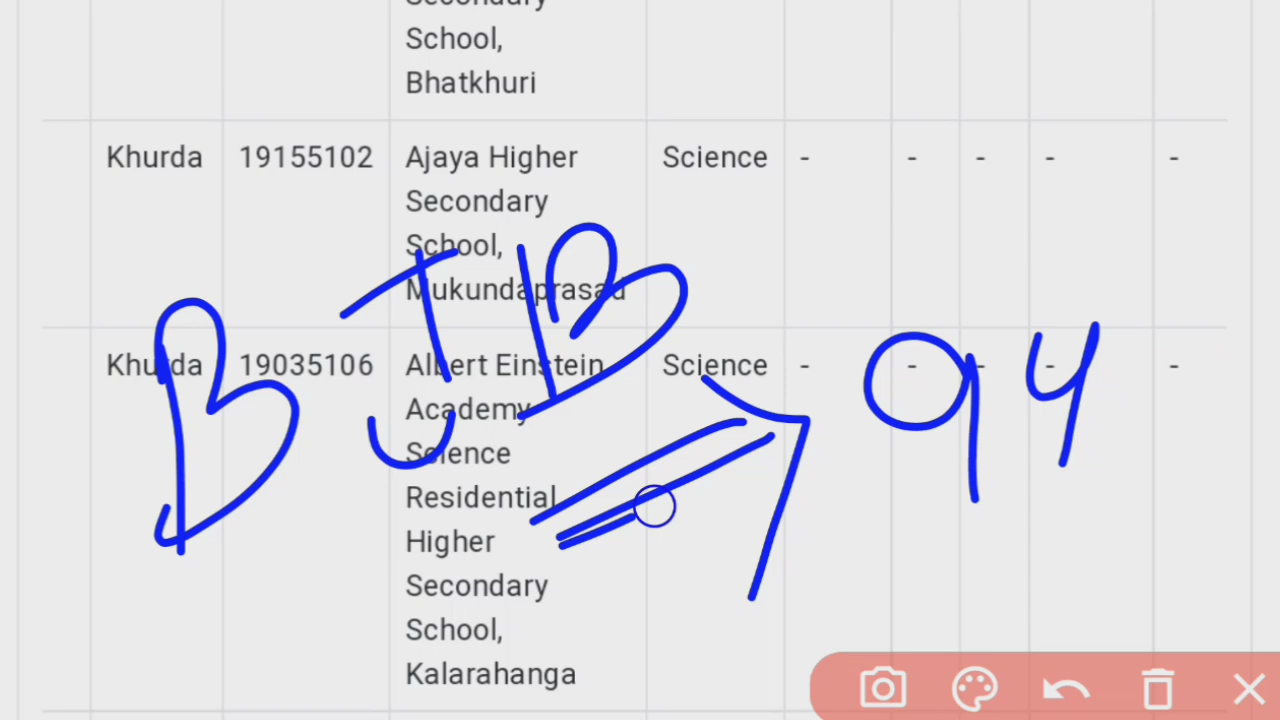 Secondary
School,
Bhatkhuri
Khurda 19155102 Ajaya Higher Science - - - - -
Secondary
School,
Mukundaprasad
Khurda 19035106 Albert Einstein Science - - - - -
Academy
Science
Residential
Higher
Secondary
School,
Kalarahanga
BJB → 94